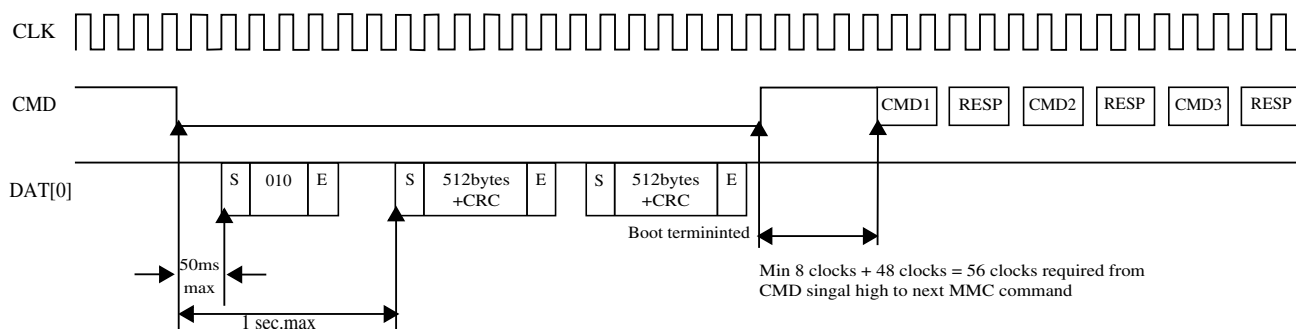 CLK
CMD
CMD1
RESP
CMD2
RESP
CMD3
RESP
DAT[0]
S
010
E
S
512bytes
+CRC
E
S
512bytes
+CRC
E
Boot termininted
50ms
max
Min 8 clocks + 48 clocks = 56 clocks required from
CMD singal high to next MMC command
1 sec.max